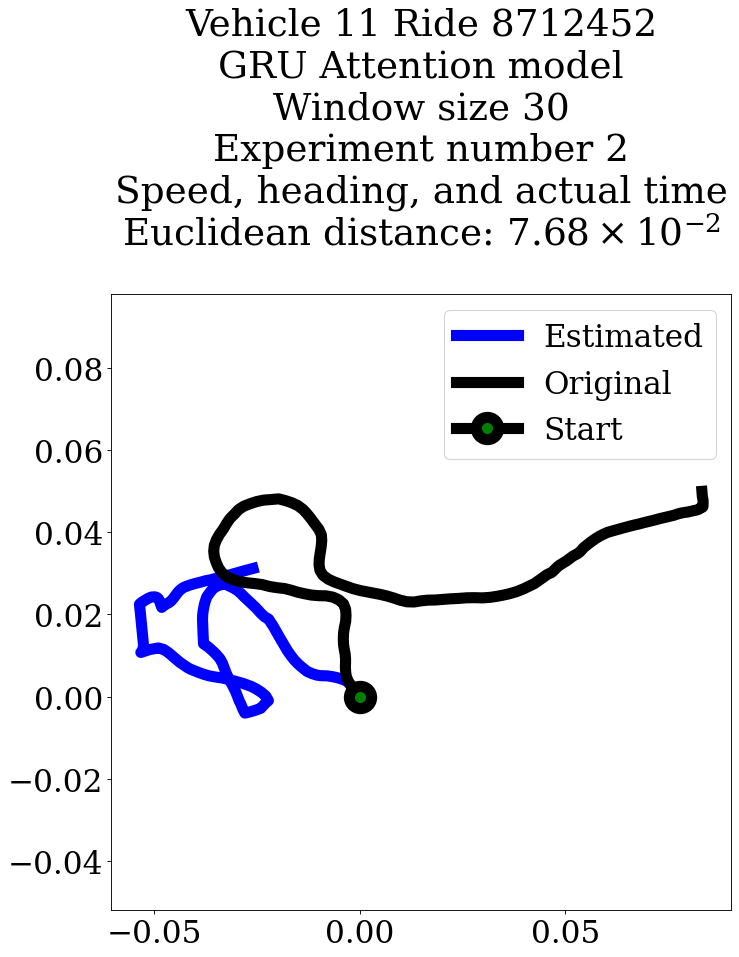 Vehicle 11 Ride 8712452
GRU Attention model
Window size 30
Experiment number 2
Speed, heading, and actual time
Euclidean distance: 7.68 × 10⁻²
Estimated
Original
Start
0.08
0.06
0.04
0.02
0.00
−0.02
−0.04
−0.05 0.00 0.05